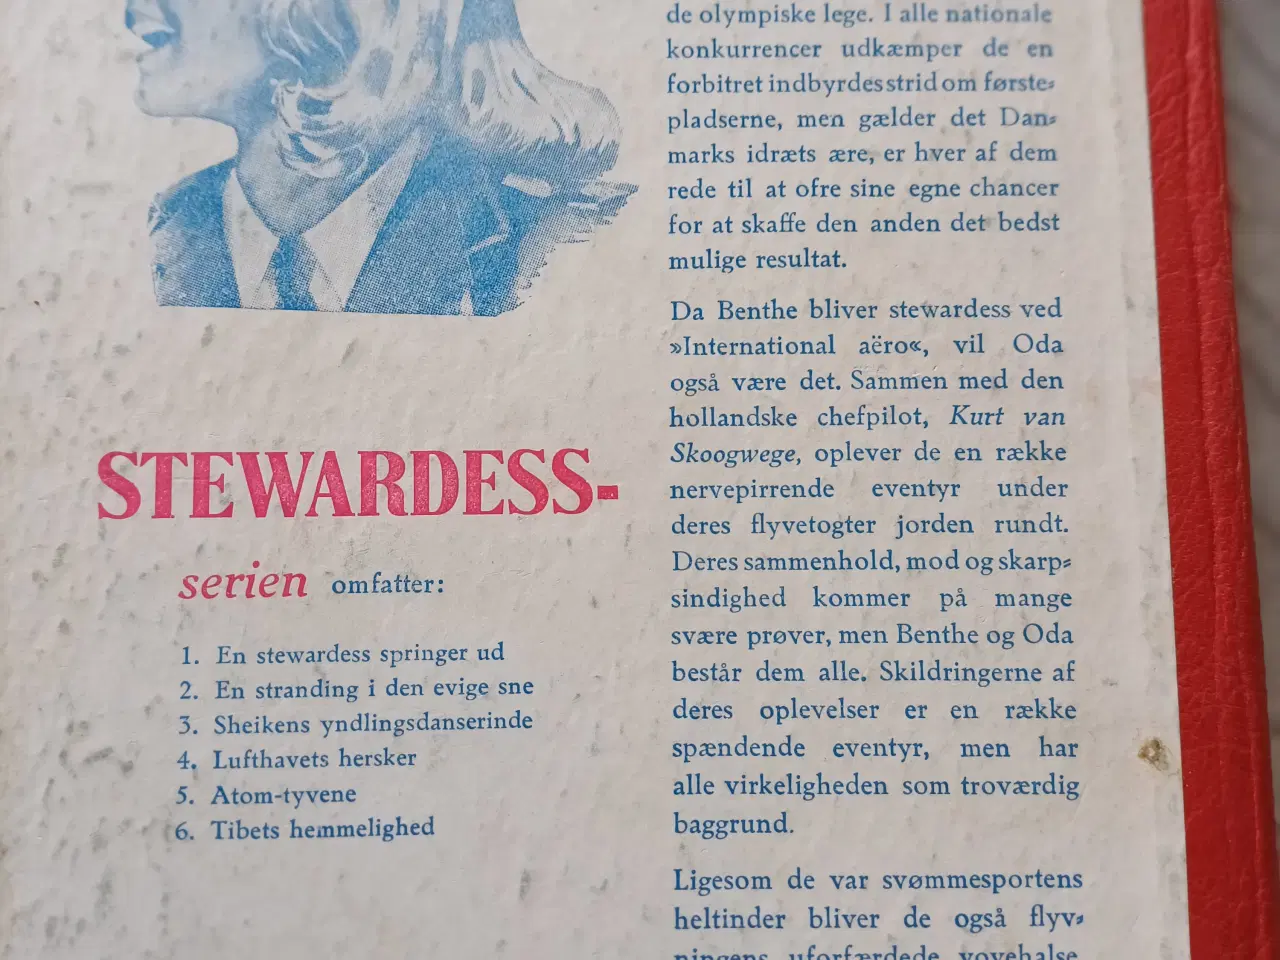 STEWARDESS-
serien omfatter:
1. En stewardess springer ud
2. En stranding i den evige sne
3. Sheikens yndlingsdanserinde
4. Lufthavets hersker
5. Atom-tyvene
6. Tibets hemmelighed
de olympiske lege. I alle nationale
konkurrencer udkæmper de en
forbitret indbyrdes strid om første-
pladserne, men gælder det Dan-
marks idræts ære, er hver af dem
rede til at ofre sine egne chancer
for at skaffe den anden det bedst
mulige resultat.
Da Benthe bliver stewardess ved
»International aëro«, vil Oda
også være det. Sammen med den
hollandske chefpilot, Kurt van
Skoogwege, oplever de en række
nervepirrende eventyr under
deres flyvetogter jorden rundt.
Deres sammenhold, mod og skarp-
sindighed kommer på mange
svære prøver, men Benthe og Oda
består dem alle. Skildringerne af
deres oplevelser er en række
spændende eventyr, men har
alle virkeligheden som troværdig
baggrund.
Ligesom de var svømmesportens
heltinder bliver de også flyv-
ningens uforfærdede vovehalse